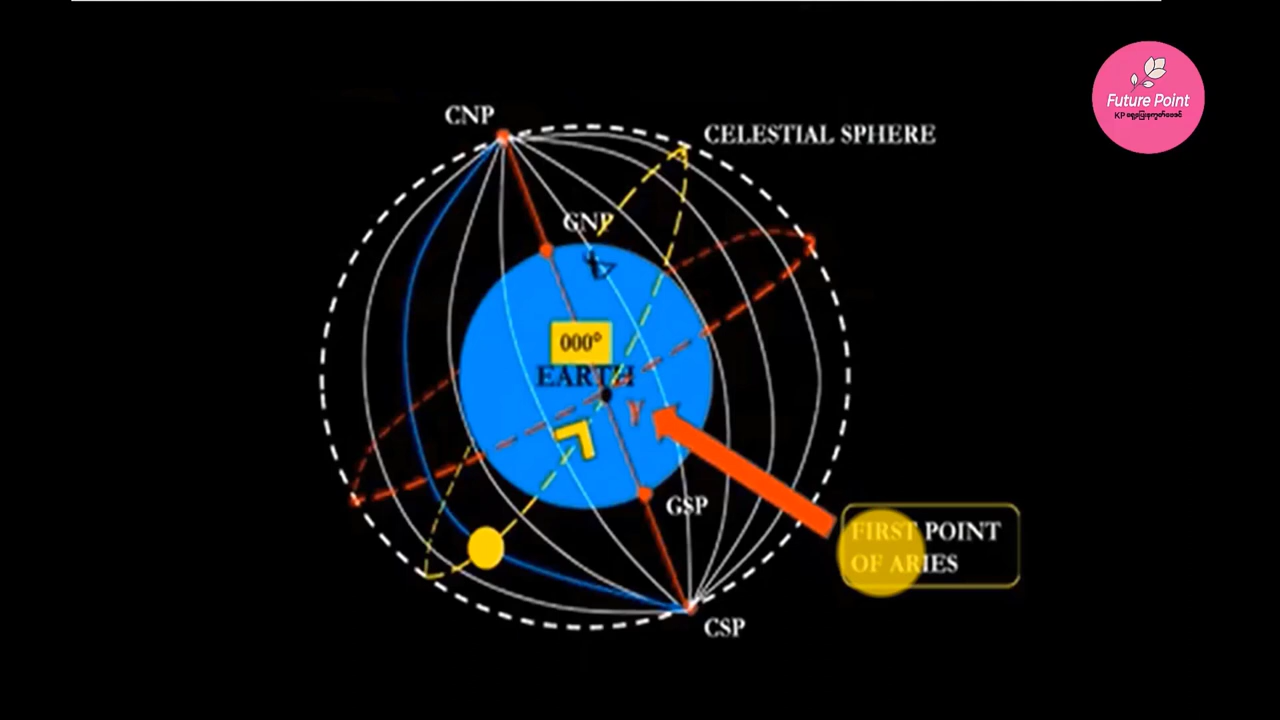 CNP
CELESTIAL SPHERE
Future Point
GNP
000°
EARTH
γ
GSP
FIRST POINT
OF ARIES
CSP